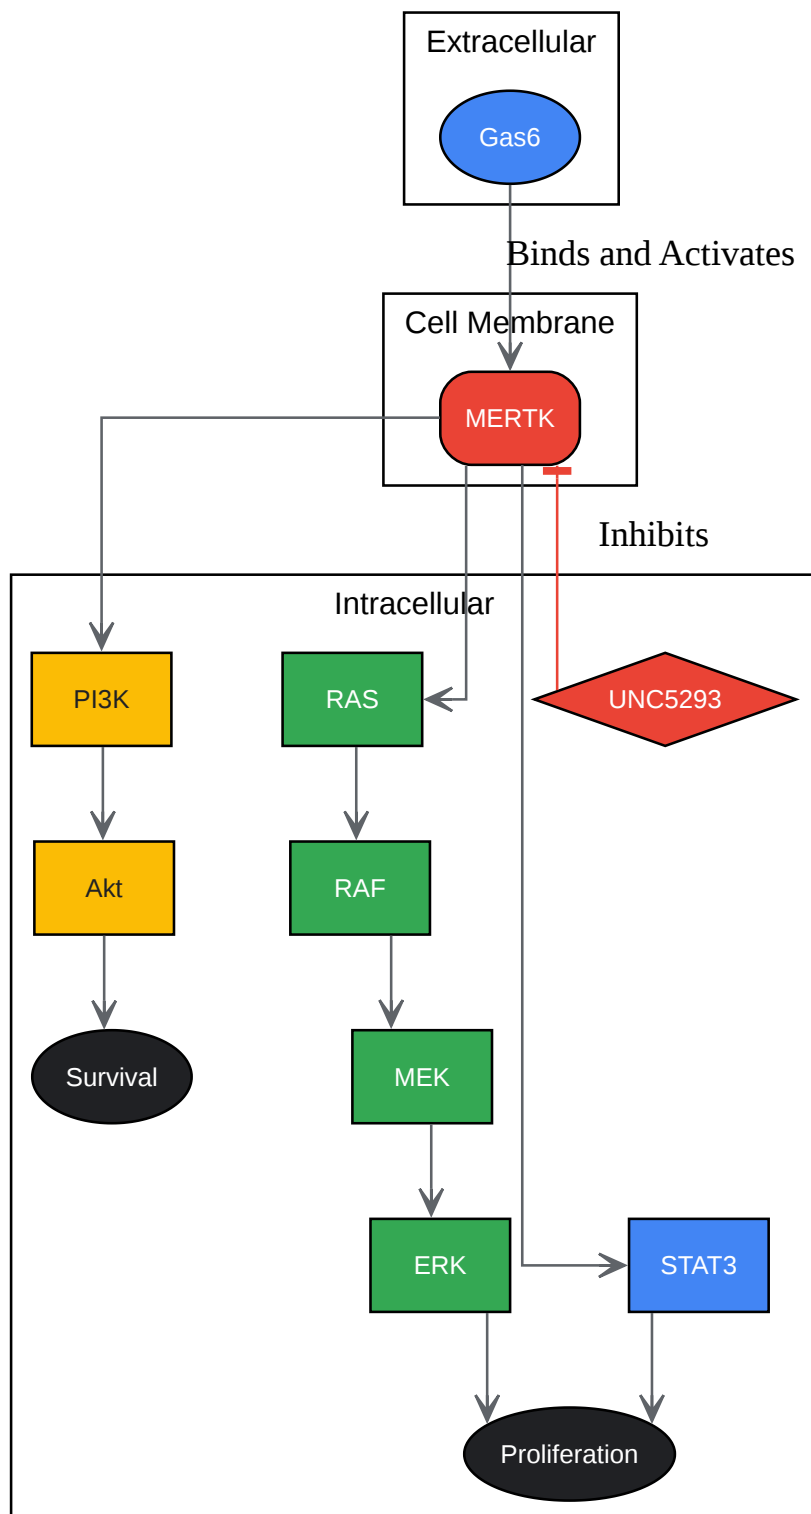 Extracellular
Gas6
Binds and Activates
Cell Membrane
MERTK
Inhibits
Intracellular
PI3K
RAS
UNC5293
Akt
RAF
Survival
MEK
ERK
STAT3
Proliferation